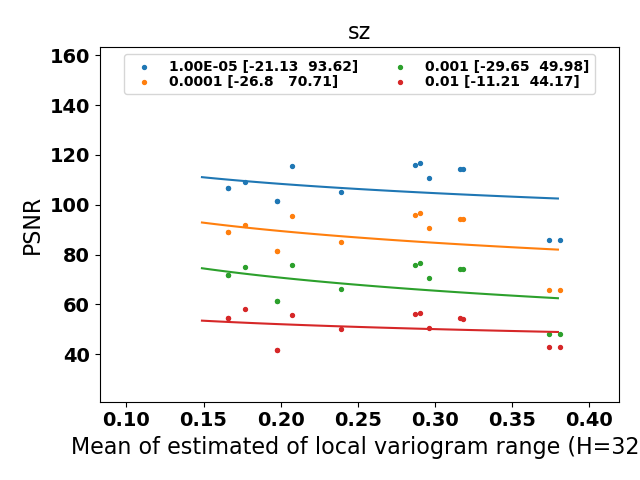 sz
1.00E-05 [-21.13 93.62]
0.0001 [-26.8 70.71]
0.001 [-29.65 49.98]
0.01 [-11.21 44.17]
160
140
120
100
80
60
40
PSNR
0.10 0.15 0.20 0.25 0.30 0.35 0.40
Mean of estimated of local variogram range (H=32